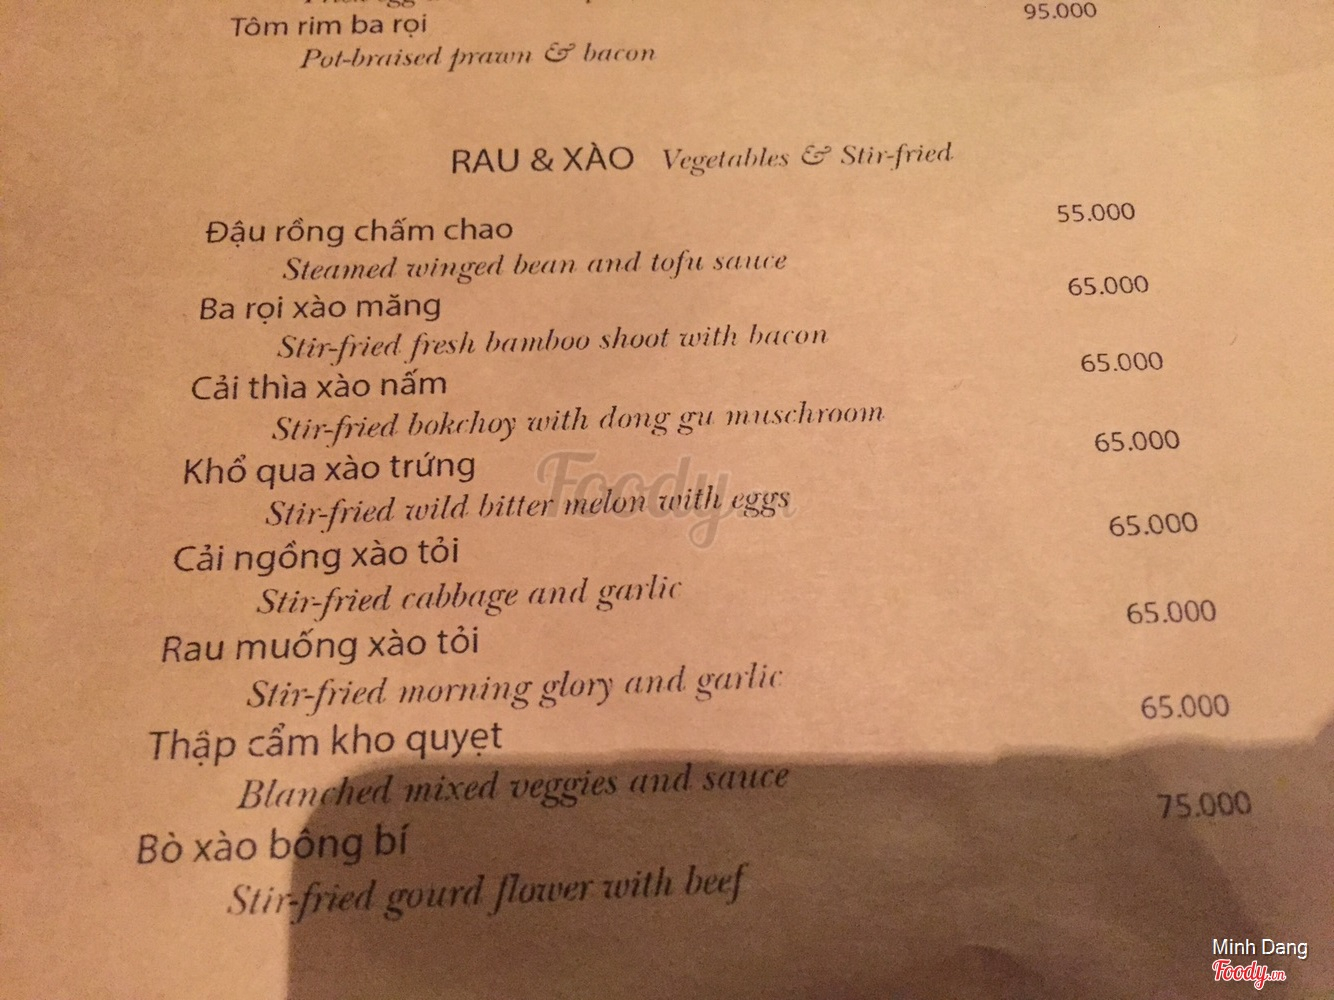 Tôm rim ba rọi 95.000
Pot-braised prawn & bacon
RAU & XÀO Vegetables & Stir-fried
Đậu rồng chấm chao 55.000
Steamed winged bean and tofu sauce
Ba rọi xào măng 65.000
Stir-fried fresh bamboo shoot with bacon
Cải thìa xào nấm 65.000
Stir-fried bokchoy with dong gu muschroom
Khổ qua xào trứng 65.000
Stir-fried wild bitter melon with eggs
Cải ngồng xào tỏi 65.000
Stir-fried cabbage and garlic
Rau muống xào tỏi 65.000
Stir-fried morning glory and garlic
Thập cẩm kho quyẹt 65.000
Blanched mixed veggies and sauce
Bò xào bông bí 75.000
Stir-fried gourd flower with beef
Foody.vn
Minh Dang
Foody.vn